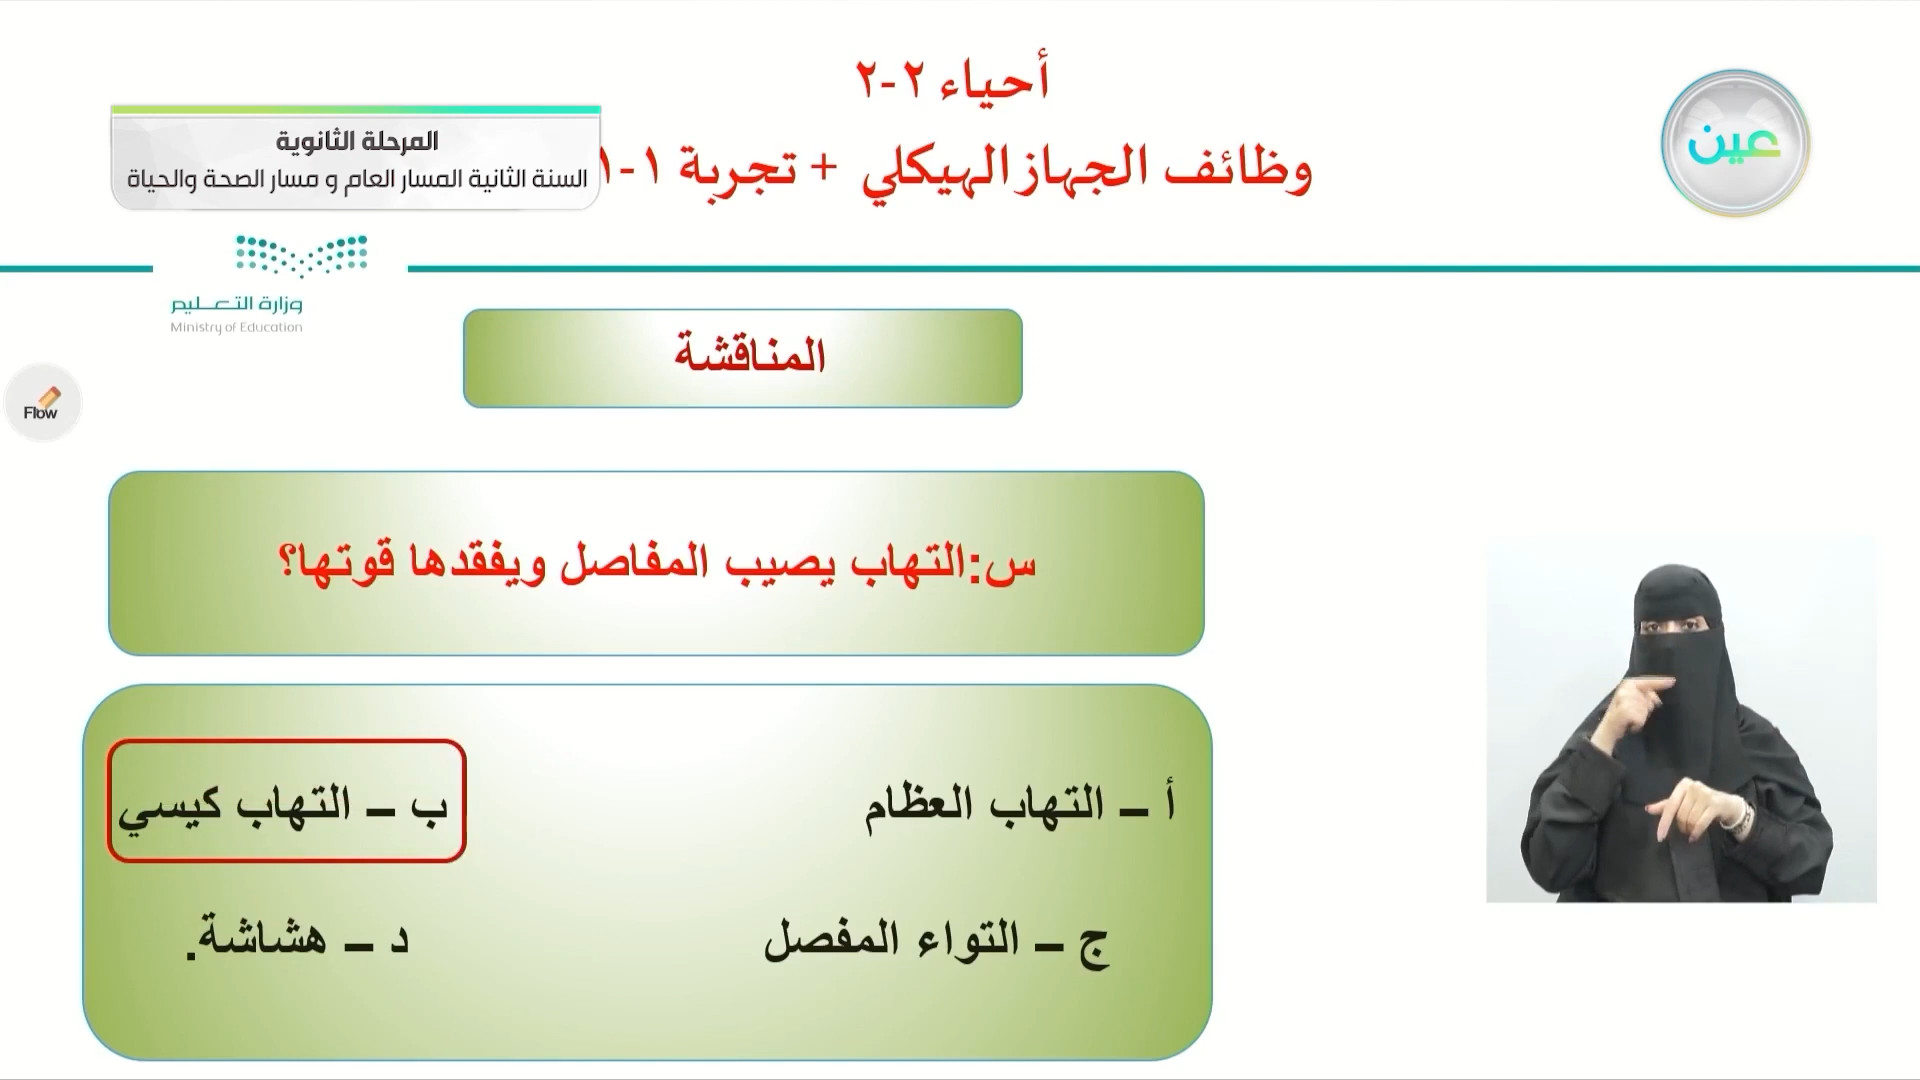 أحياء ٢-٢
وظائف الجهاز الهيكلي + تجربة ١-١
المرحلة الثانوية
السنة الثانية المسار العام و مسار الصحة والحياة
عين
وزارة التعليم
Ministry of Education
المناقشة
Flow
س:التهاب يصيب المفاصل ويفقدها قوتها؟
أ – التهاب العظام
ب – التهاب كيسي
ج – التواء المفصل
د – هشاشة.